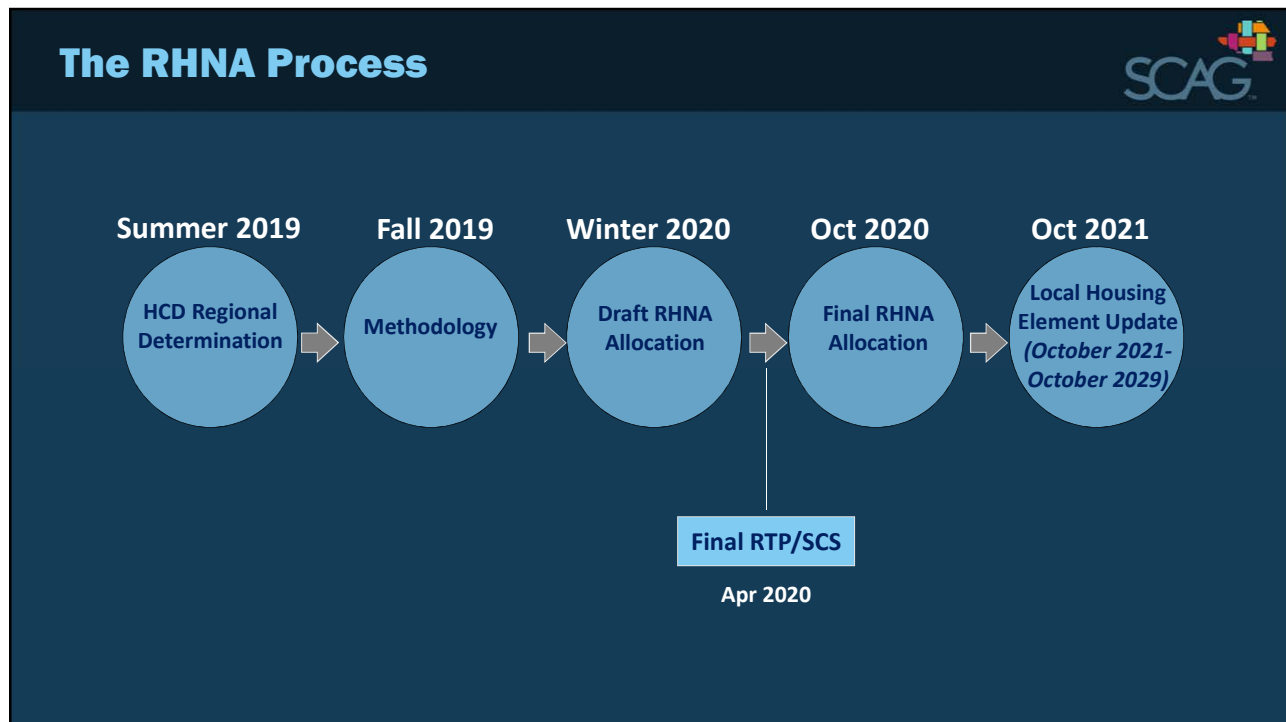 The RHNA Process
SCAG™
Summer 2019
Fall 2019
Winter 2020
Oct 2020
Oct 2021
HCD Regional
Determination
Methodology
Draft RHNA
Allocation
Final RHNA
Allocation
Local Housing
Element Update
(October 2021-
October 2029)
Final RTP/SCS
Apr 2020